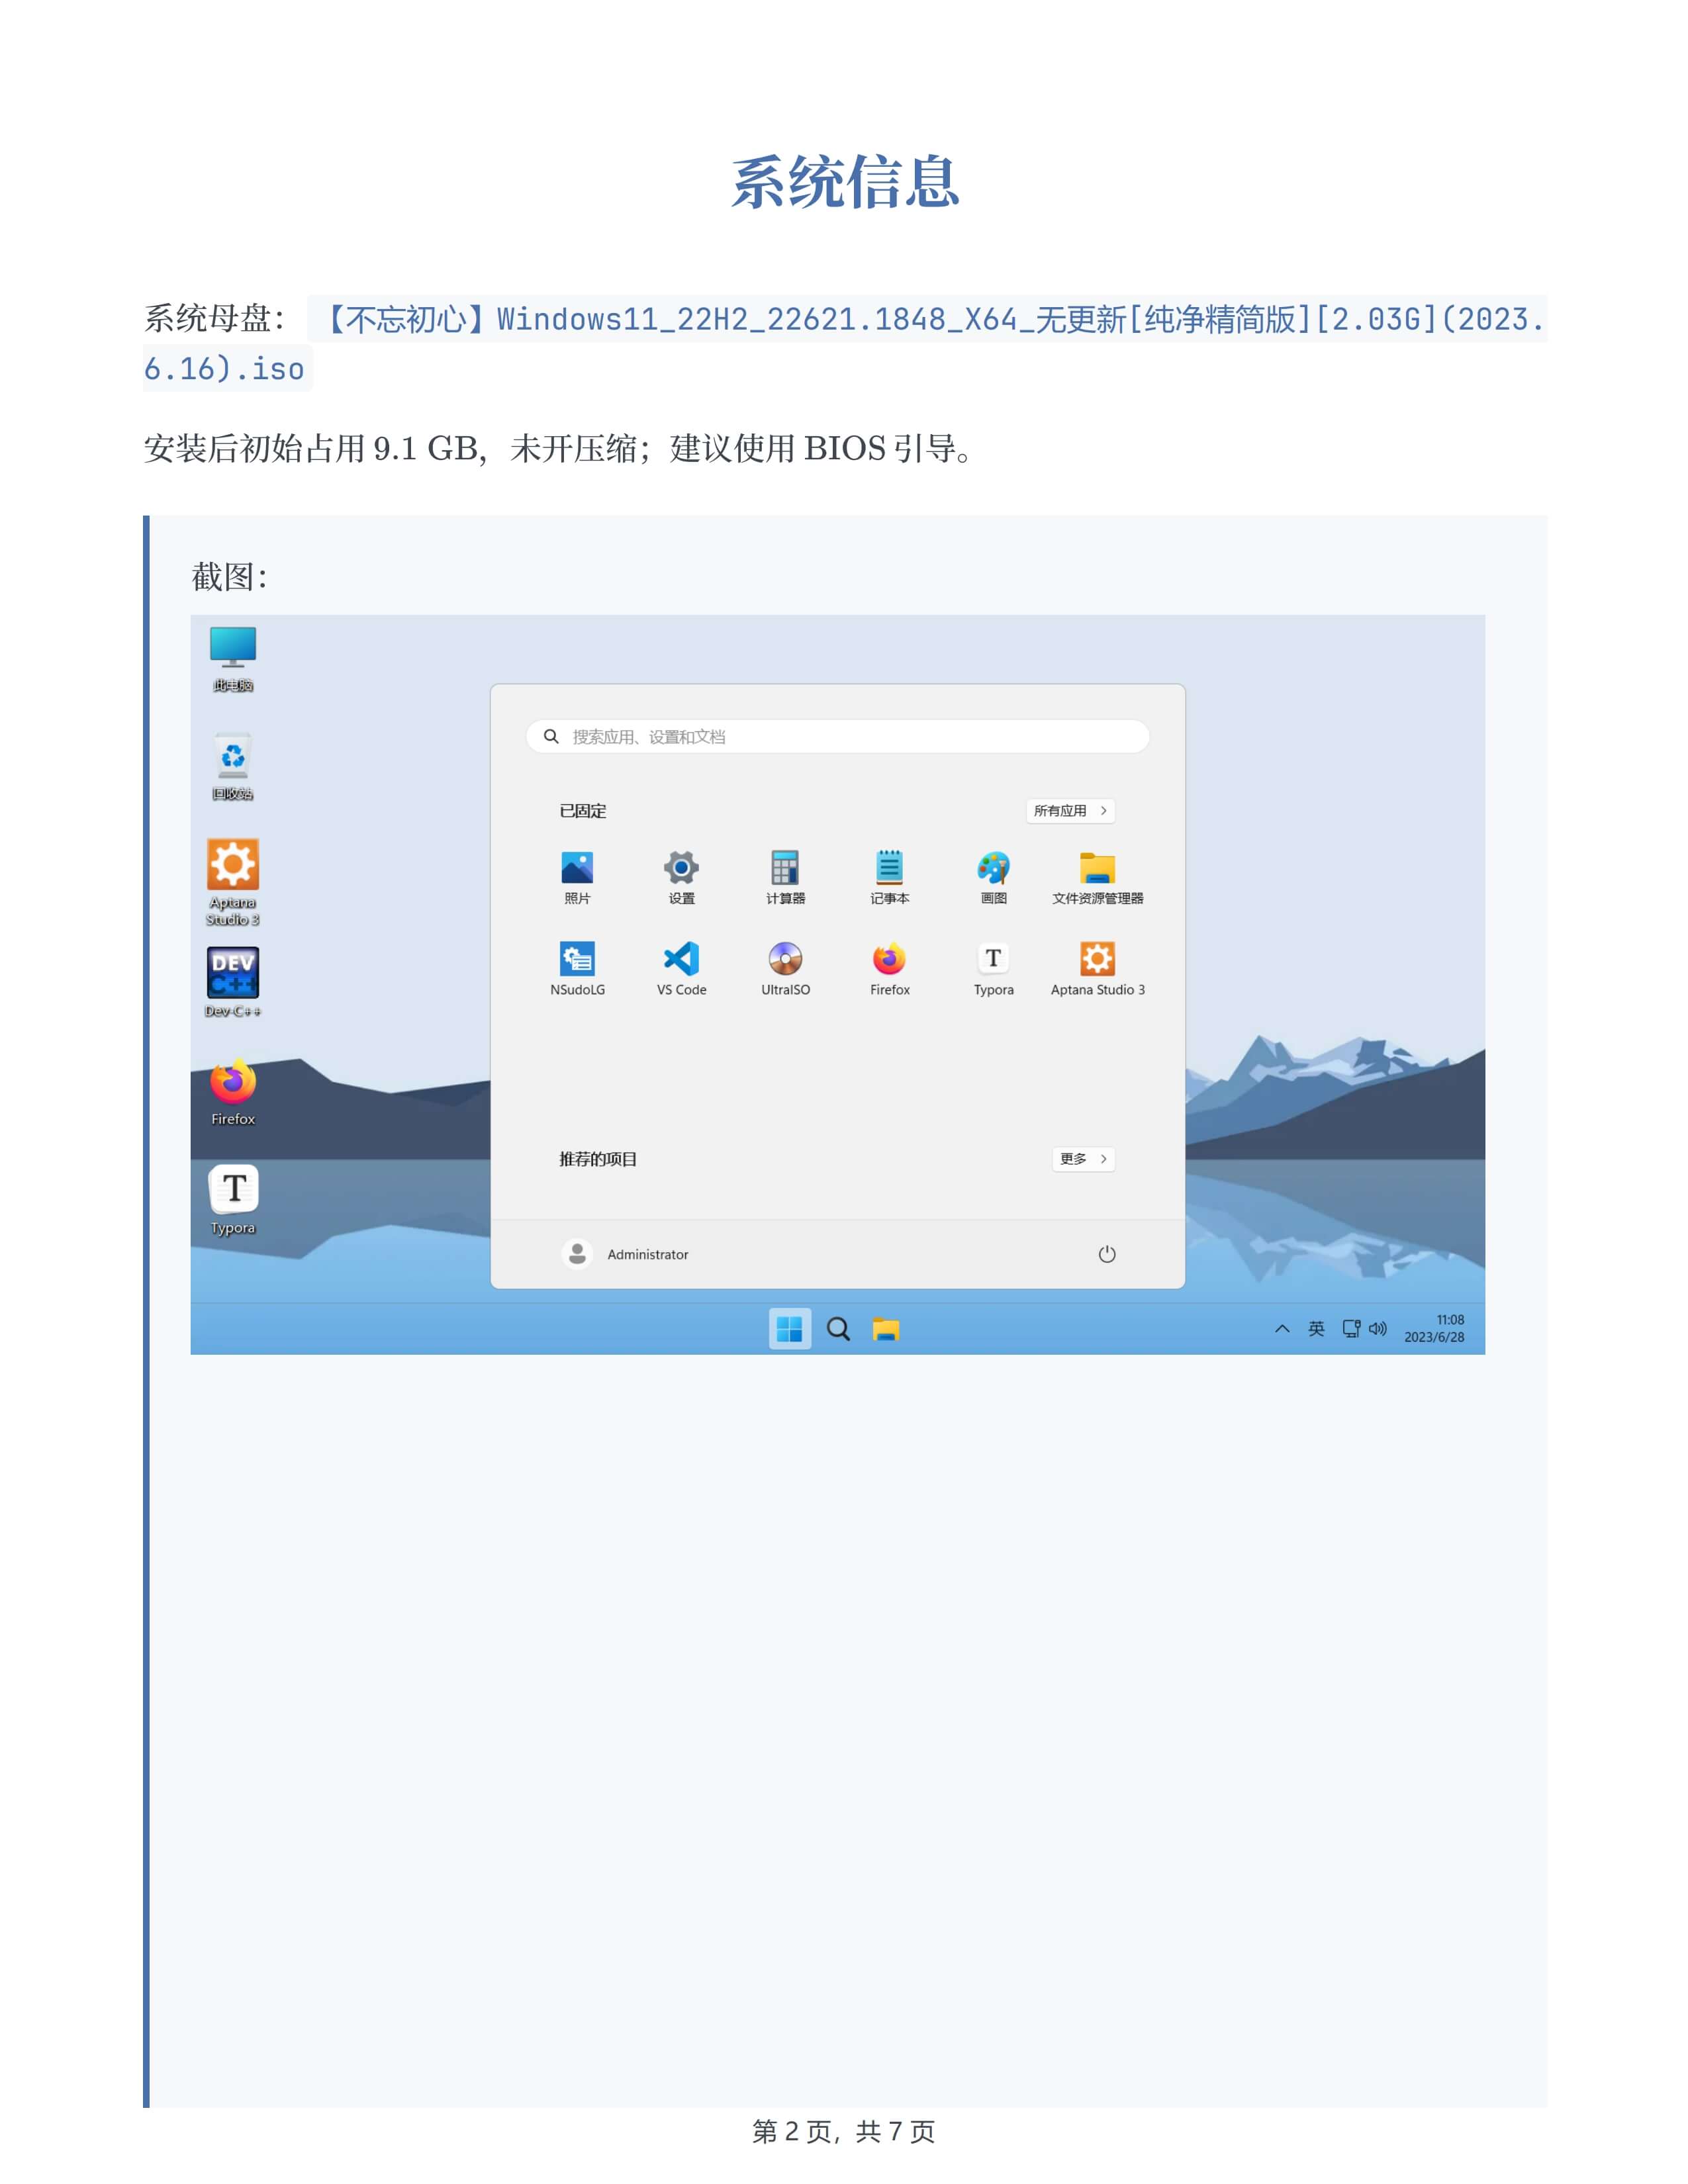 系统信息
系统母盘：【不忘初心】Windows11_22H2_22621.1848_X64_无更新[纯净精简版][2.03G](2023.
6.16).iso
安装后初始占用 9.1 GB，未开压缩；建议使用 BIOS 引导。
截图：
此电脑
回收站
Aptana
Studio 3
DEV
C++
Dev-C++
Firefox
T
Typora
搜索应用、设置和文档
已固定
所有应用
照片
设置
计算器
记事本
画图
文件资源管理器
T
NSudoLG
VS Code
UltraISO
Firefox
Typora
Aptana Studio 3
推荐的项目
更多
Administrator
英
11:08
2023/6/28
第 2 页，共 7 页